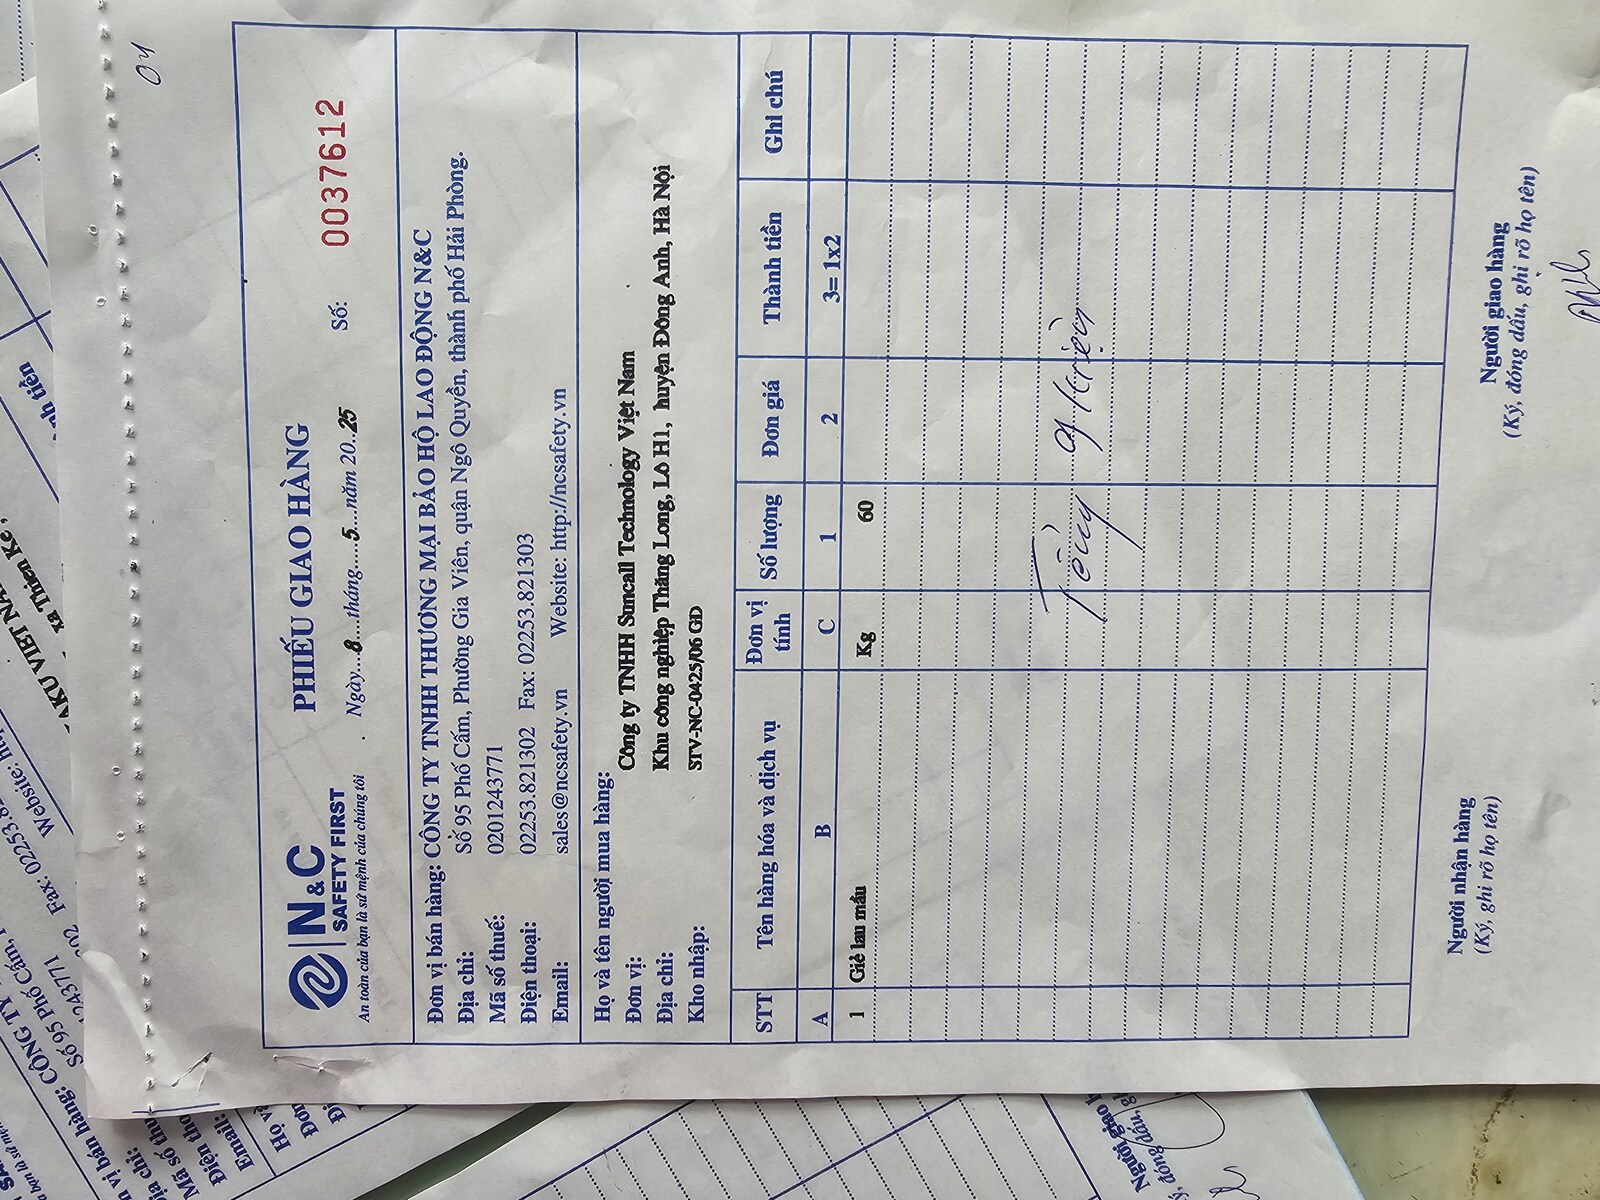 04
N&C
SAFETY FIRST
An toàn của bạn là sứ mệnh của chúng tôi
PHIẾU GIAO HÀNG
Ngày...8...tháng....5....năm 20..25
Số: 0037612
Đơn vị bán hàng: CÔNG TY TNHH THƯƠNG MẠI BẢO HỘ LAO ĐỘNG N&C
Địa chỉ: Số 95 Phố Cấm, Phường Gia Viên, quận Ngô Quyền, thành phố Hải Phòng.
Mã số thuế: 0201243771
Điện thoại: 02253.821302 Fax: 02253.821303
Email: sales@ncsafety.vn Website: http://ncsafety.vn
Họ và tên người mua hàng:
Đơn vị: Công ty TNHH Sumcall Technology Việt Nam
Địa chỉ: Khu công nghiệp Thăng Long, Lô H1, huyện Đông Anh, Hà Nội
Kho nhập: STV-NC-0425/06 GD
STT Tên hàng hóa và dịch vụ Đơn vị tính Số lượng Đơn giá Thành tiền Ghi chú
A B C 1 2 3= 1x2
1 Giẻ lau mầu Kg 60
Người nhận hàng
(Ký, ghi rõ họ tên)
Người giao hàng
(Ký, đóng dấu, ghi rõ họ tên)